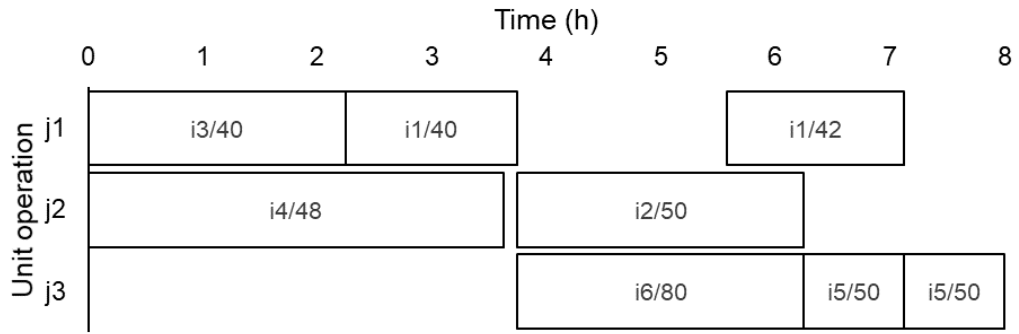 Time (h)
0 1 2 3 4 5 6 7 8
Unit operation
j1 i3/40 i1/40 i1/42
j2 i4/48 i2/50
j3 i6/80 i5/50 i5/50